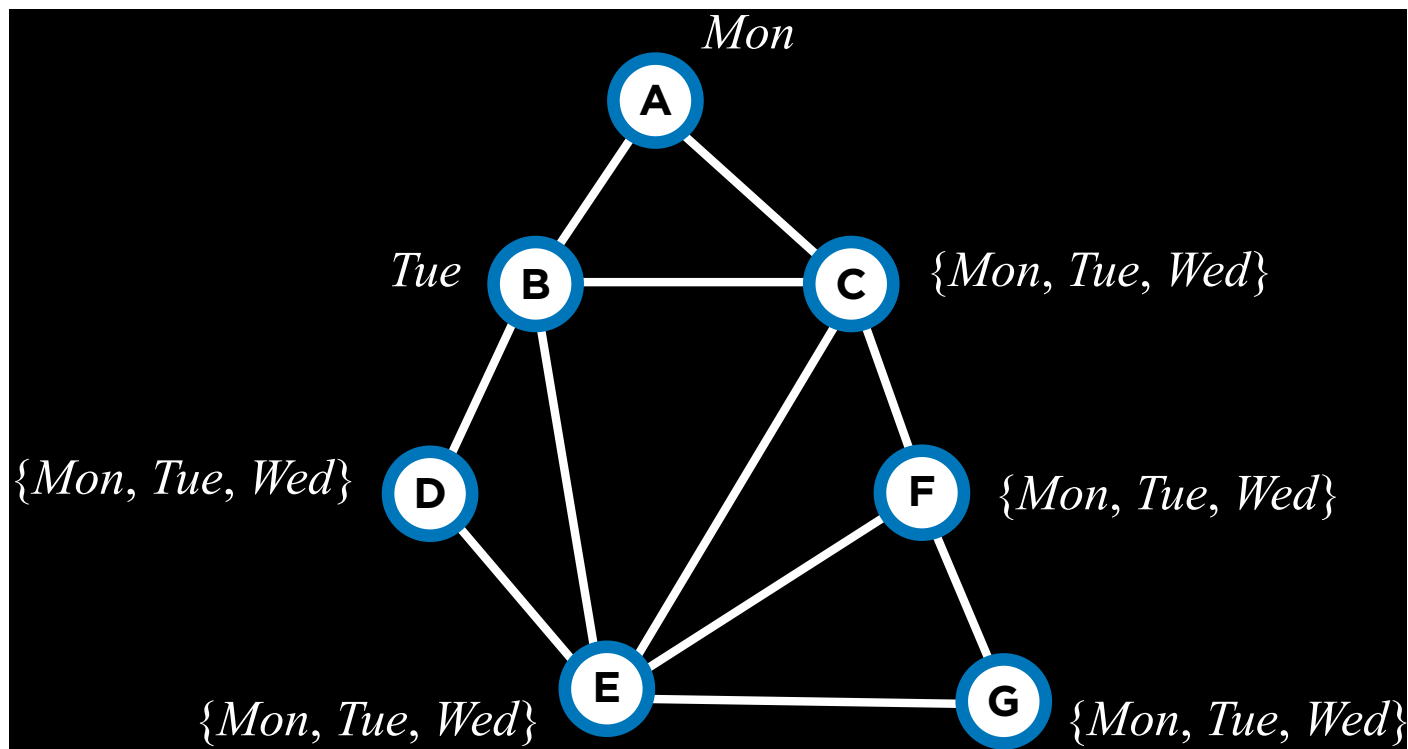 Mon
A
Tue
B
C
{Mon, Tue, Wed}
{Mon, Tue, Wed}
D
F
{Mon, Tue, Wed}
E
{Mon, Tue, Wed}
G
{Mon, Tue, Wed}